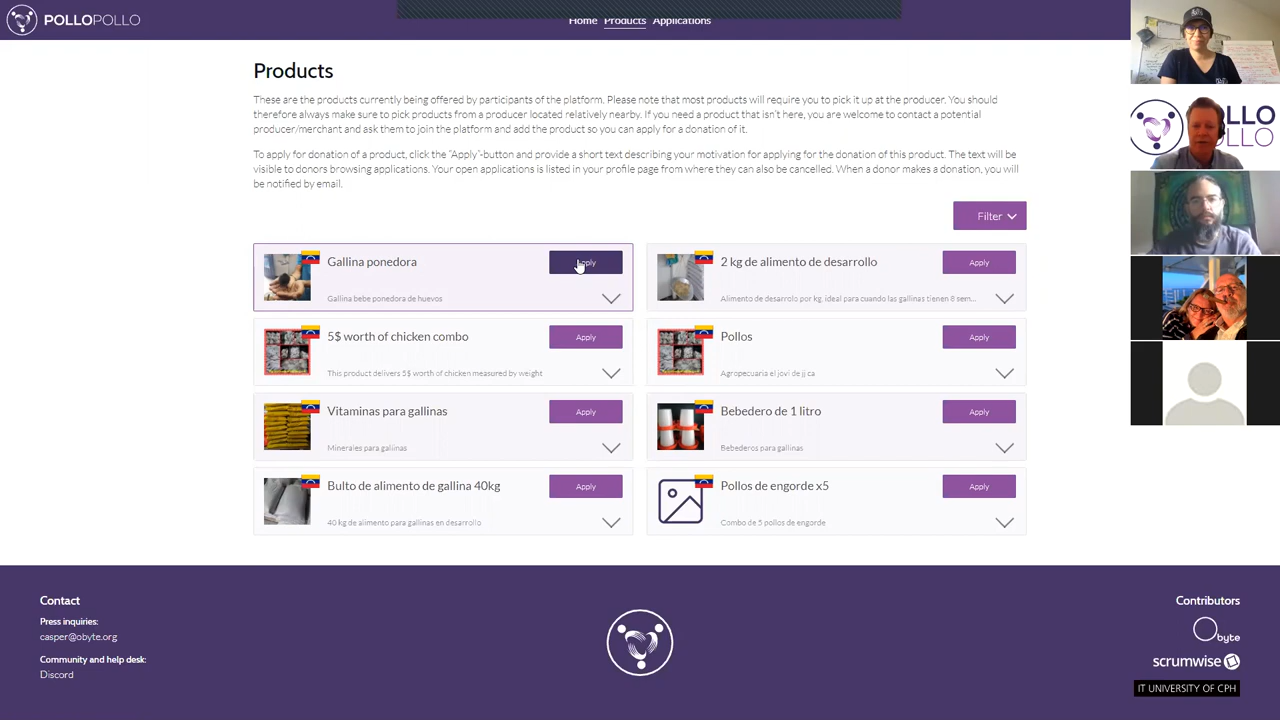 POLLOPOLLO
Home Products Applications
Products
These are the products currently being offered by participants of the platform. Please note that most products will require you to pick it up at the producer. You should
therefore always make sure to pick products from a producer located relatively nearby. If you need a product that isn't here, you are welcome to contact a potential
producer/merchant and ask them to join the platform and add the product so you can apply for a donation of it.
To apply for donation of a product, click the "Apply"-button and provide a short text describing your motivation for applying for the donation of this product. The text will
be visible to donors browsing applications. Your open applications is listed in your profile page from where they can also be cancelled. When a donor makes a donation, you will
be notified by email.
Filter
Gallina ponedora
Apply
Gallina bebe ponedora de huevos
2 kg de alimento de desarrollo
Apply
Alimento de desarrollo por kg, ideal para cuando las gallinas tienen 8 sem...
5$ worth of chicken combo
Apply
This product delivers 5$ worth of chicken measured by weight
Pollos
Apply
Agropecuaria el jovi de jj ca
Vitaminas para gallinas
Apply
Minerales para gallinas
Bebedero de 1 litro
Apply
Bebederos para gallinas
Bulto de alimento de gallina 40kg
Apply
40 kg de alimento para gallinas en desarrollo
Pollos de engorde x5
Apply
Combo de 5 pollos de engorde
Contact
Press inquiries:
casper@obyte.org
Community and help desk:
Discord
Contributors
Obyte
scrumwise
IT UNIVERSITY OF CPH